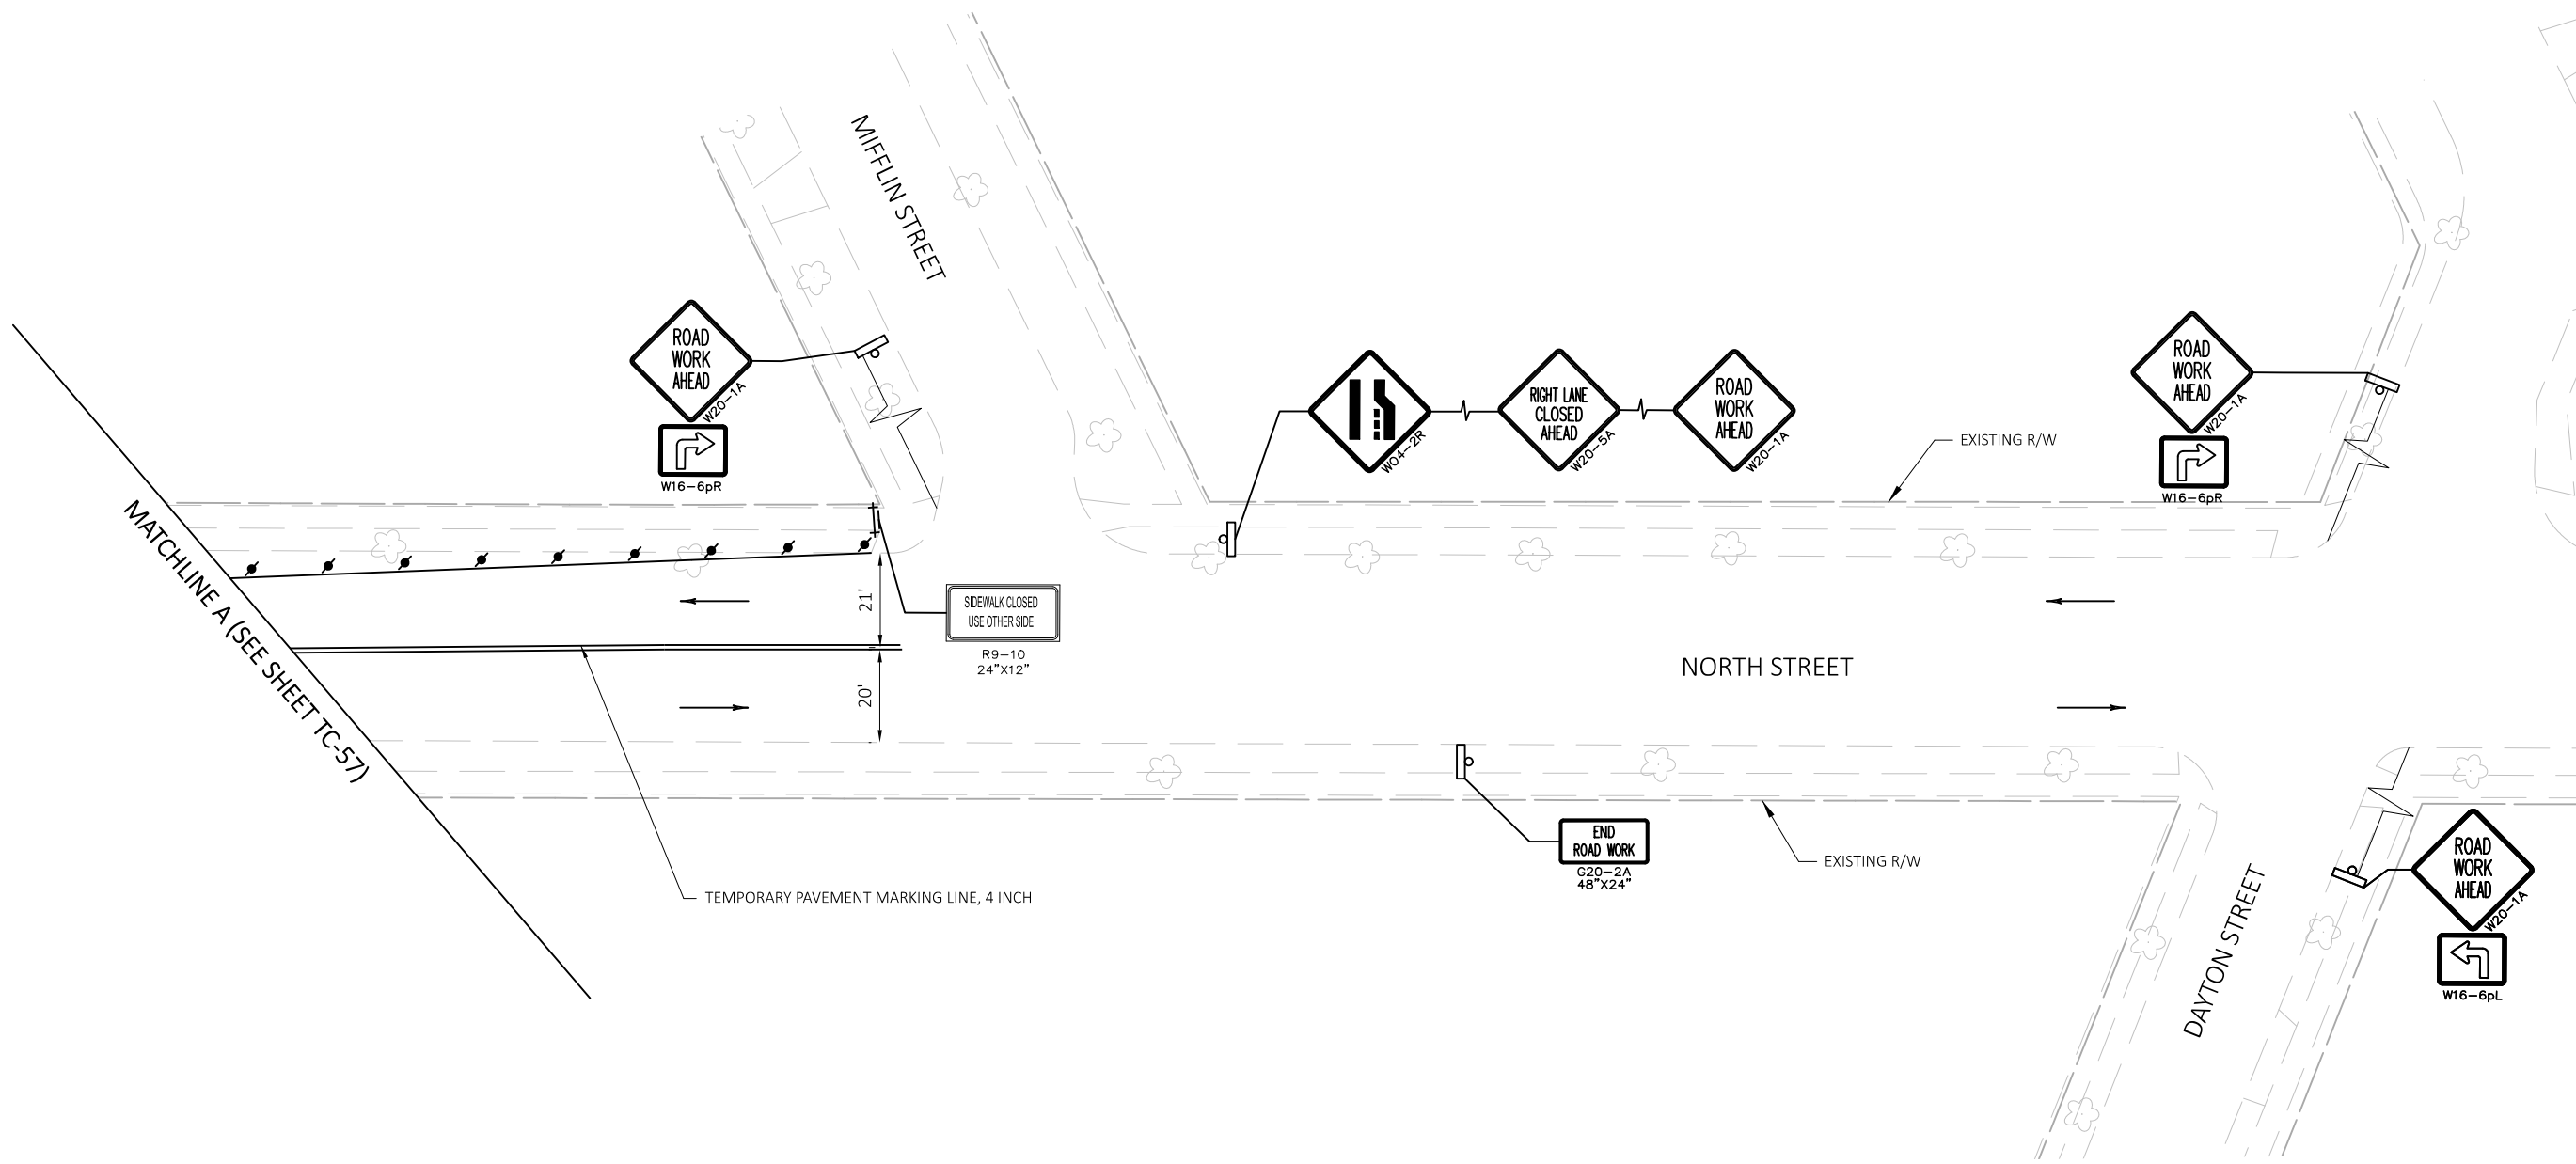 MIFFLIN STREET
ROAD
WORK
AHEAD
W20-1A
W16-6pR
MATCHLINE A (SEE SHEET TC-57)
21'
20'
SIDEWALK CLOSED
USE OTHER SIDE
R9-10
24"X12"
TEMPORARY PAVEMENT MARKING LINE, 4 INCH
W04-2R
RIGHT LANE
CLOSED
AHEAD
W20-5A
ROAD
WORK
AHEAD
W20-1A
EXISTING R/W
ROAD
WORK
AHEAD
W20-1A
W16-6pR
NORTH STREET
END
ROAD WORK
G20-2A
48"X24"
EXISTING R/W
DAYTON STREET
ROAD
WORK
AHEAD
W20-1A
W16-6pL